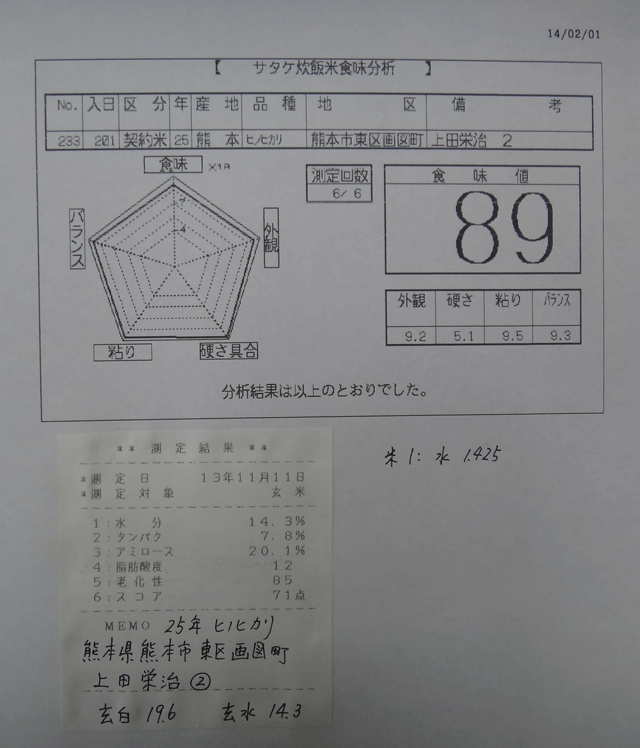 14/02/01
【 サタケ炊飯米食味分析 】
No. 入日 区分 年 産地 品種 地区 備考
233 201 契約米 25 熊本 ヒノヒカリ 熊本市東区画図町 上田栄治 2
食味
測定回数
6/ 6
食味値
89
7
4
バランス
外観
粘り
硬さ具合
外観 硬さ 粘り バランス
9.2 5.1 9.5 9.3
分析結果は以上のとおりでした。
米1:水 1.425
** 測定結果 **
*測定日 13年11月11日
*測定対象 玄米
1:水分 14.3%
2:タンパク 7.8%
3:アミロース 20.1%
4:脂肪酸度 12
5:老化性 85
6:スコア 71点
MEMO 25年 ヒノヒカリ
熊本県熊本市東区画図町
上田栄治②
玄白 19.6 玄水 14.3